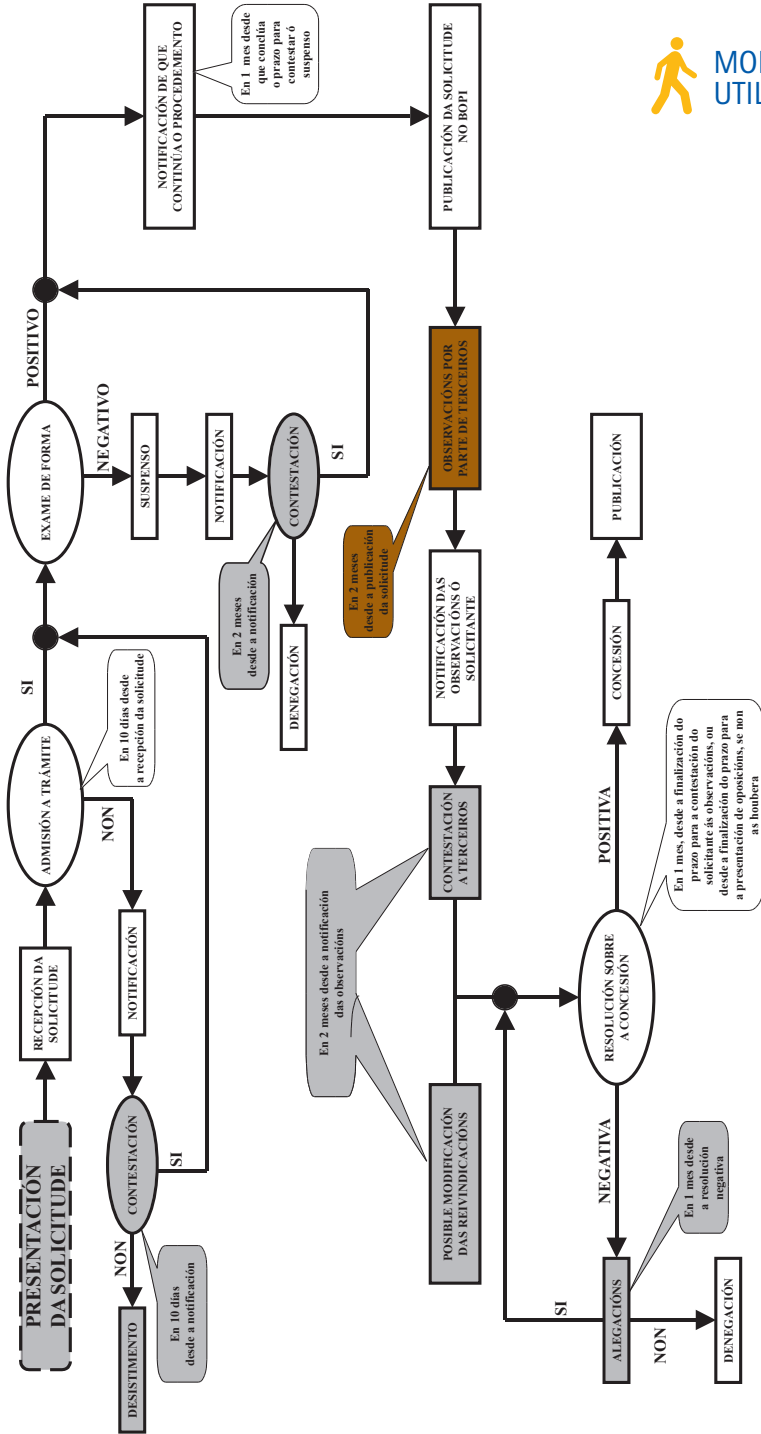 MOI
UTIL
PRESENTACIÓN
DA SOLICITUDE
RECEPCIÓN DA
SOLICITUDE
ADMISIÓN A TRÁMITE
En 10 días desde
a recepción da solicitude
SI
NON
NOTIFICACIÓN
CONTESTACIÓN
SI
NON
En 10 días
desde a notificación
DESISTIMENTO
EXAME DE FORMA
POSITIVO
NEGATIVO
SUSPENSO
NOTIFICACIÓN
CONTESTACIÓN
SI
En 2 meses
desde a notificación
DENEGACIÓN
NOTIFICACIÓN DE QUE
CONTINÚA O PROCEDEMENTO
En 1 mes desde
que conclúa
o prazo para
contestar ó
suspenso
PUBLICACIÓN DA SOLICITUDE
NO BOPI
OBSERVACIÓNS POR
PARTE DE TERCEIROS
En 2 meses
desde a publicación
da solicitude
NOTIFICACIÓN DAS
OBSERVACIÓNS Ó
SOLICITANTE
CONTESTACIÓN
A TERCEIROS
En 2 meses desde a notificación
das observacións
POSIBLE MODIFICACIÓN
DAS REIVINDICACIÓNS
RESOLUCIÓN SOBRE
A CONCESIÓN
En 1 mes, desde a finalización do
prazo para a contestación do
solicitante ás observacións, ou
desde a finalización do prazo para
a presentación de oposicións, se non
as houbera
POSITIVA
CONCESIÓN
PUBLICACIÓN
NEGATIVA
ALEGACIÓNS
En 1 mes desde
a resolución
negativa
SI
NON
DENEGACIÓN